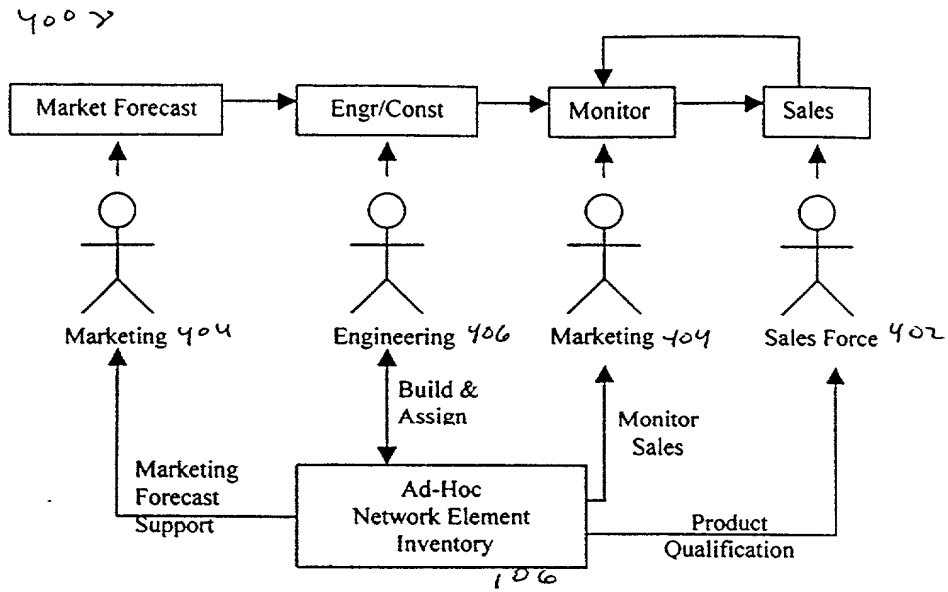 400
Market Forecast
Engr/Const
Monitor
Sales
Marketing 404
Engineering 406
Marketing 404
Sales Force 402
Build &
Assign
Monitor
Sales
Marketing
Forecast
Support
Ad-Hoc
Network Element
Inventory
Product
Qualification
106